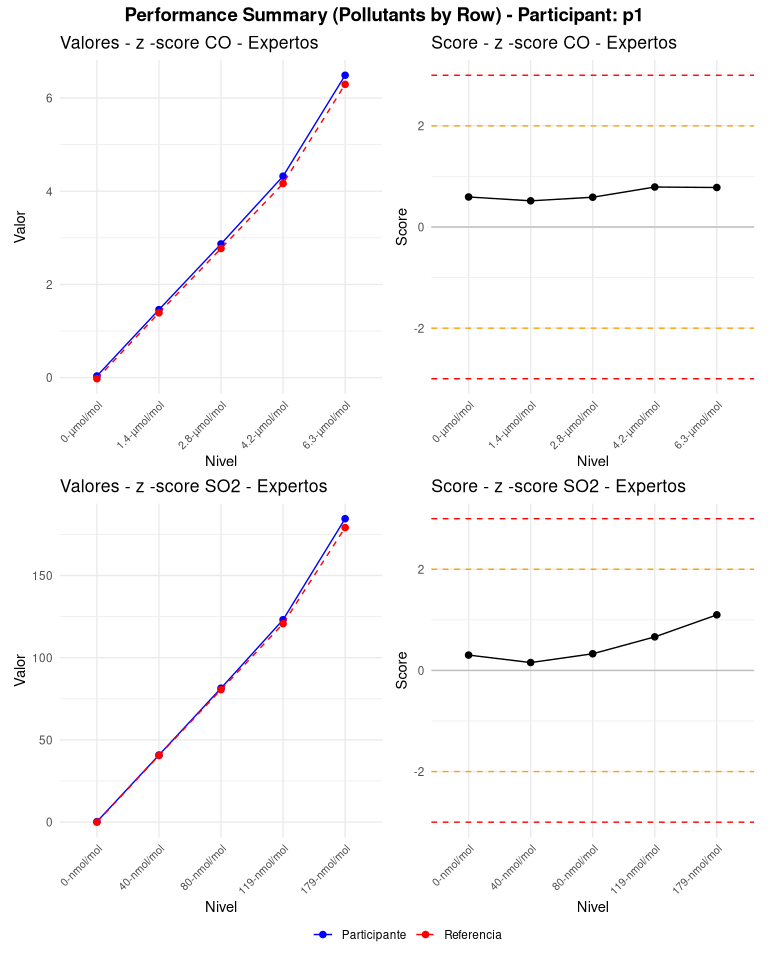 Performance Summary (Pollutants by Row) - Participant: p1
Valores - z -score CO - Expertos
Valor
6
4
2
0
0-µmol/mol
1.4-µmol/mol
2.8-µmol/mol
4.2-µmol/mol
6.3-µmol/mol
Nivel
Score - z -score CO - Expertos
Score
2
0
-2
0-µmol/mol
1.4-µmol/mol
2.8-µmol/mol
4.2-µmol/mol
6.3-µmol/mol
Nivel
Valores - z -score SO2 - Expertos
Valor
150
100
50
0
0-nmol/mol
40-nmol/mol
80-nmol/mol
119-nmol/mol
179-nmol/mol
Nivel
Score - z -score SO2 - Expertos
Score
2
0
-2
0-nmol/mol
40-nmol/mol
80-nmol/mol
119-nmol/mol
179-nmol/mol
Nivel
Participante Referencia